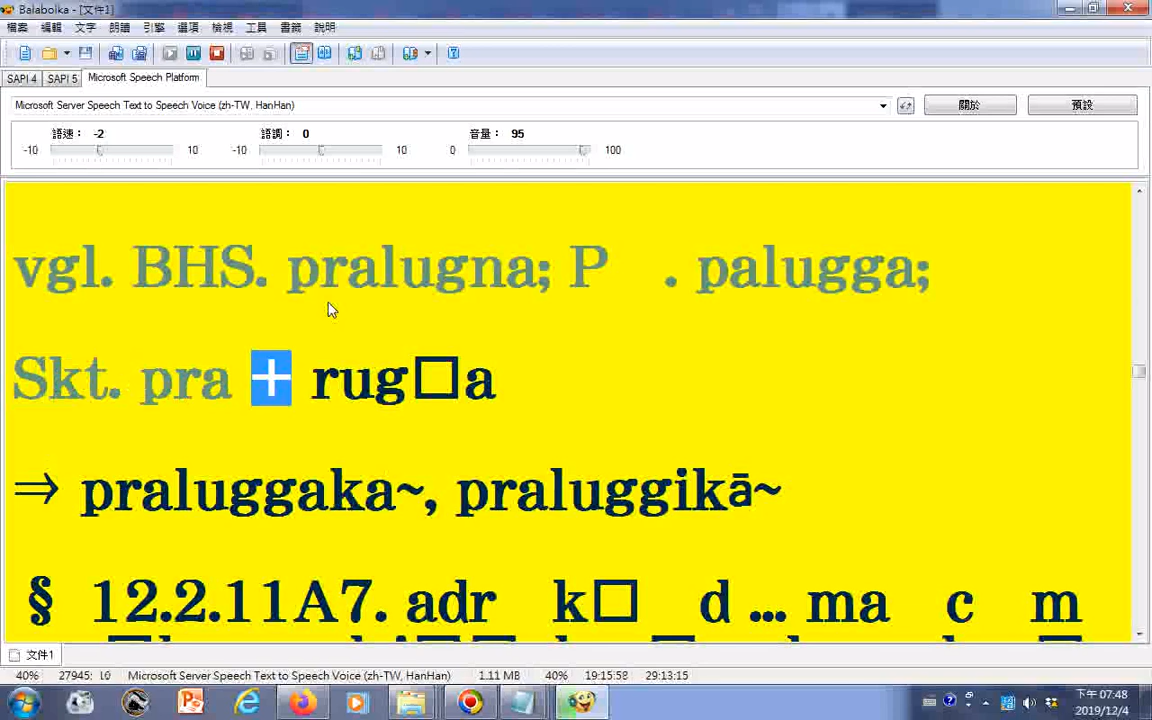 Balabolka - [文件1]
檔案 編輯 文字 朗讀 引擎 選項 檢視 工具 書籤 說明
SAPI 4 SAPI 5 Microsoft Speech Platform
Microsoft Server Speech Text to Speech Voice (zh-TW, HanHan) 關於 預設
語速： -2 語調： 0 音量： 95
-10 10 -10 10 0 100
vgl. BHS. pralugna; P . palugga;
Skt. pra + rug□a
⇒ praluggaka~, praluggikā~
§ 12.2.11A7. adr k□ d ... ma c m
文件1
40% 27945: 10 Microsoft Server Speech Text to Speech Voice (zh-TW, HanHan) 1.11 MB 40% 19:15:58 29:13:15
下午 07:48
2019/12/4